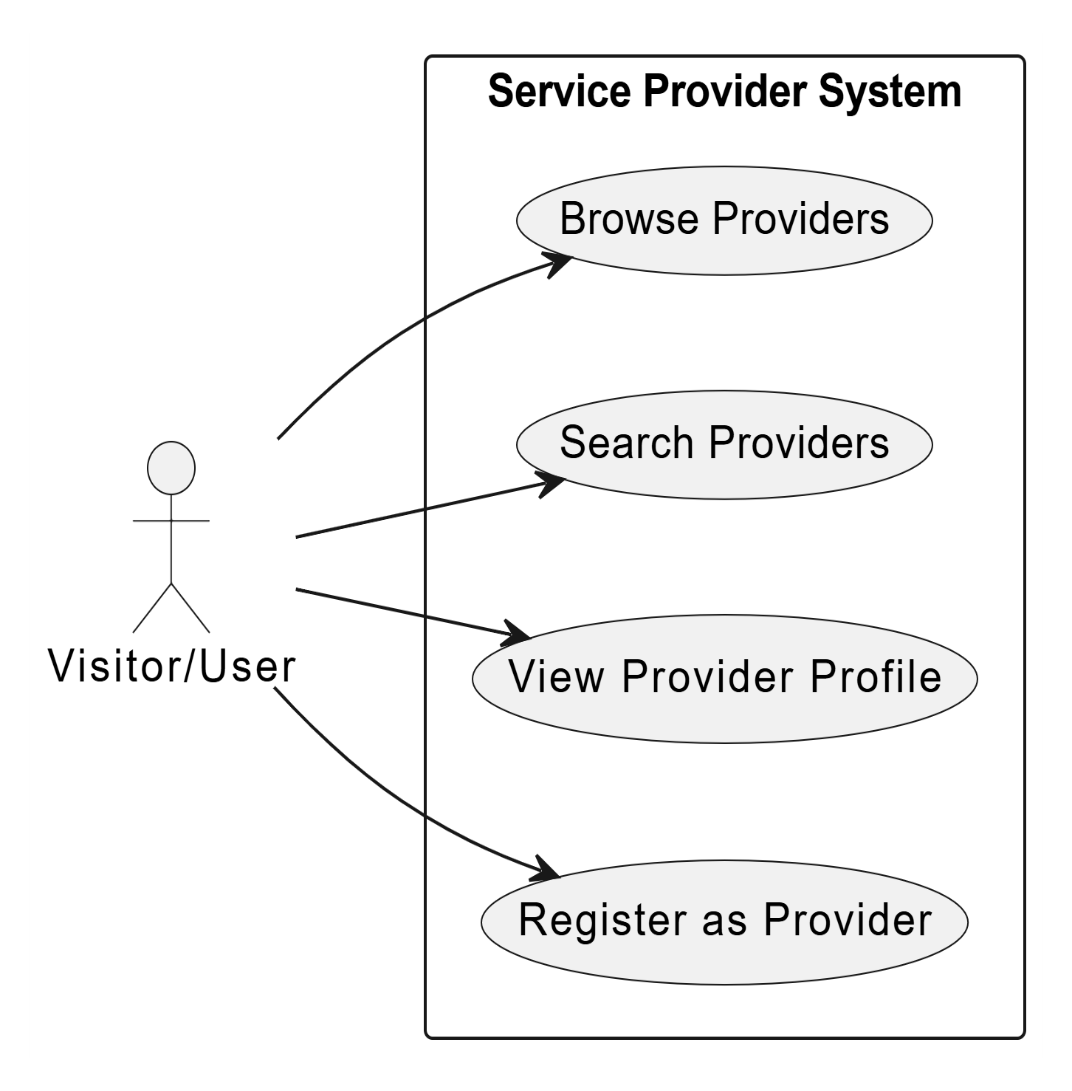 Service Provider System
Browse Providers
Search Providers
Visitor/User
View Provider Profile
Register as Provider